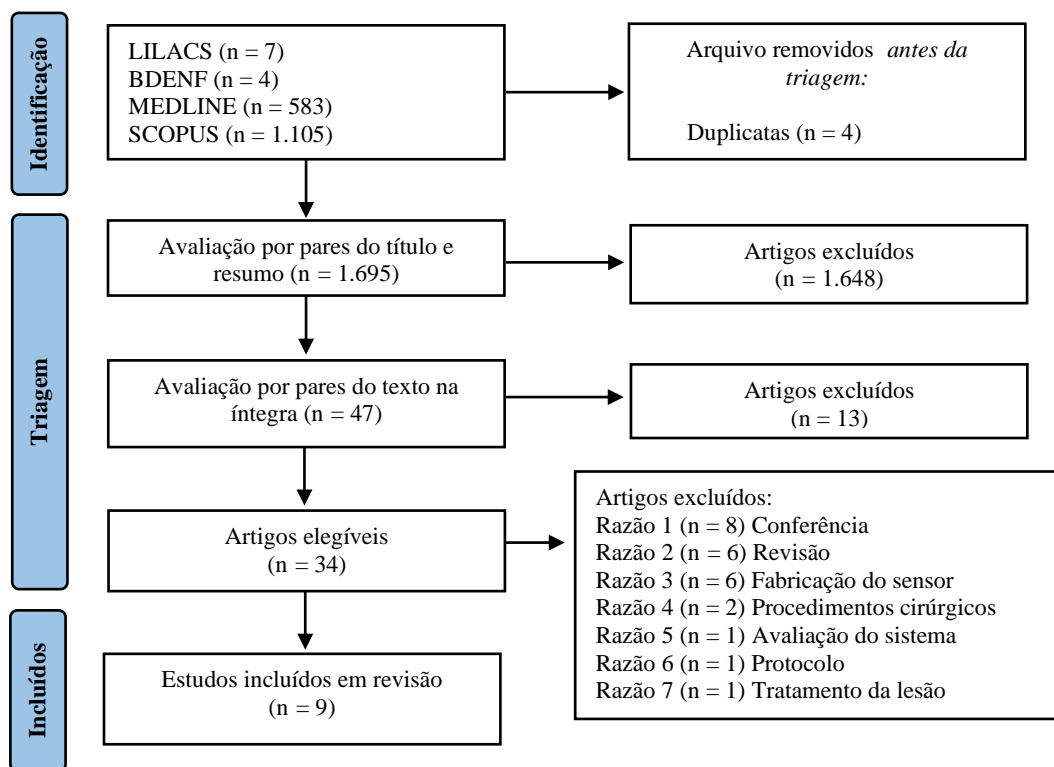 Identificação
LILACS (n = 7)
BDENF (n = 4)
MEDLINE (n = 583)
SCOPUS (n = 1.105)
Arquivo removidos antes da
triagem:
Duplicatas (n = 4)
Triagem
Avaliação por pares do título e
resumo (n = 1.695)
Artigos excluídos
(n = 1.648)
Avaliação por pares do texto na
íntegra (n = 47)
Artigos excluídos
(n = 13)
Artigos elegíveis
(n = 34)
Artigos excluídos:
Razão 1 (n = 8) Conferência
Razão 2 (n = 6) Revisão
Razão 3 (n = 6) Fabricação do sensor
Razão 4 (n = 2) Procedimentos cirúrgicos
Razão 5 (n = 1) Avaliação do sistema
Razão 6 (n = 1) Protocolo
Razão 7 (n = 1) Tratamento da lesão
Incluídos
Estudos incluídos em revisão
(n = 9)